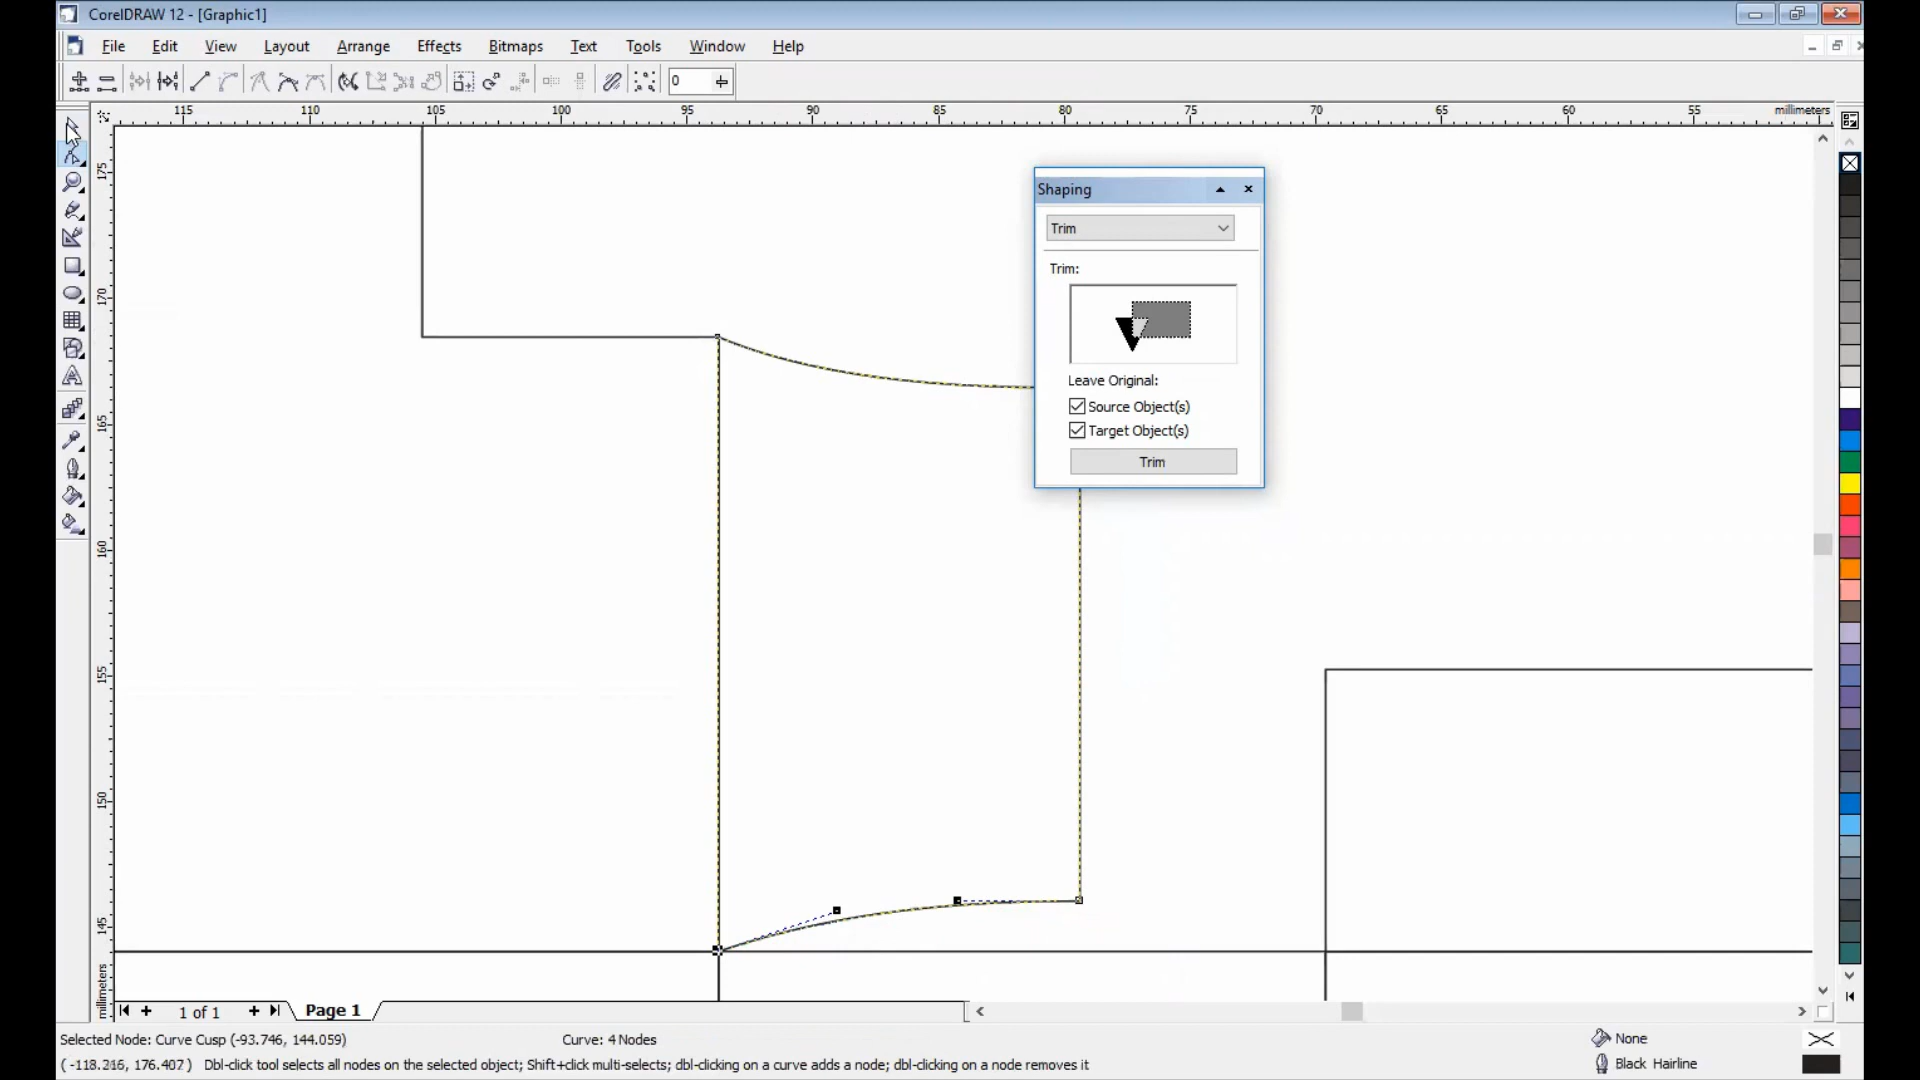 CorelDRAW 12 - [Graphic1]
File Edit View Layout Arrange Effects Bitmaps Text Tools Window Help
0
115 110 105 100 95 90 85 80 75 70 65 60 55 millimeters
175
170
165
160
155
150
145
millimeters
Shaping
Trim
Trim:
Leave Original:
Source Object(s)
Target Object(s)
Trim
1 of 1 Page 1
Selected Node: Curve Cusp (-93.746, 144.059) Curve: 4 Nodes None
( -118.216, 176.407 ) Dbl-click tool selects all nodes on the selected object; Shift+click multi-selects; dbl-clicking on a curve adds a node; dbl-clicking on a node removes it Black Hairline